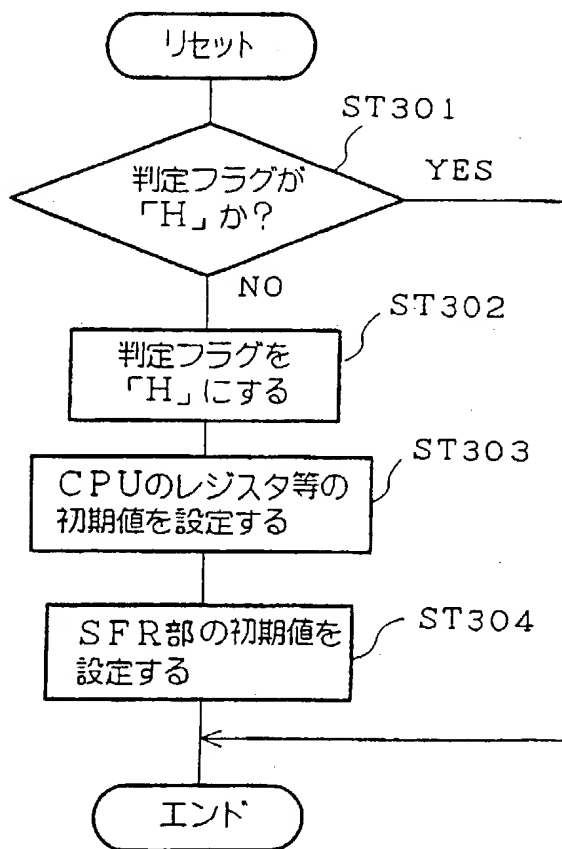 リセット
ST301
判定フラグが
「H」か?
YES
NO
ST302
判定フラグを
「H」にする
ST303
CPUのレジスタ等の
初期値を設定する
ST304
SFR部の初期値を
設定する
エンド